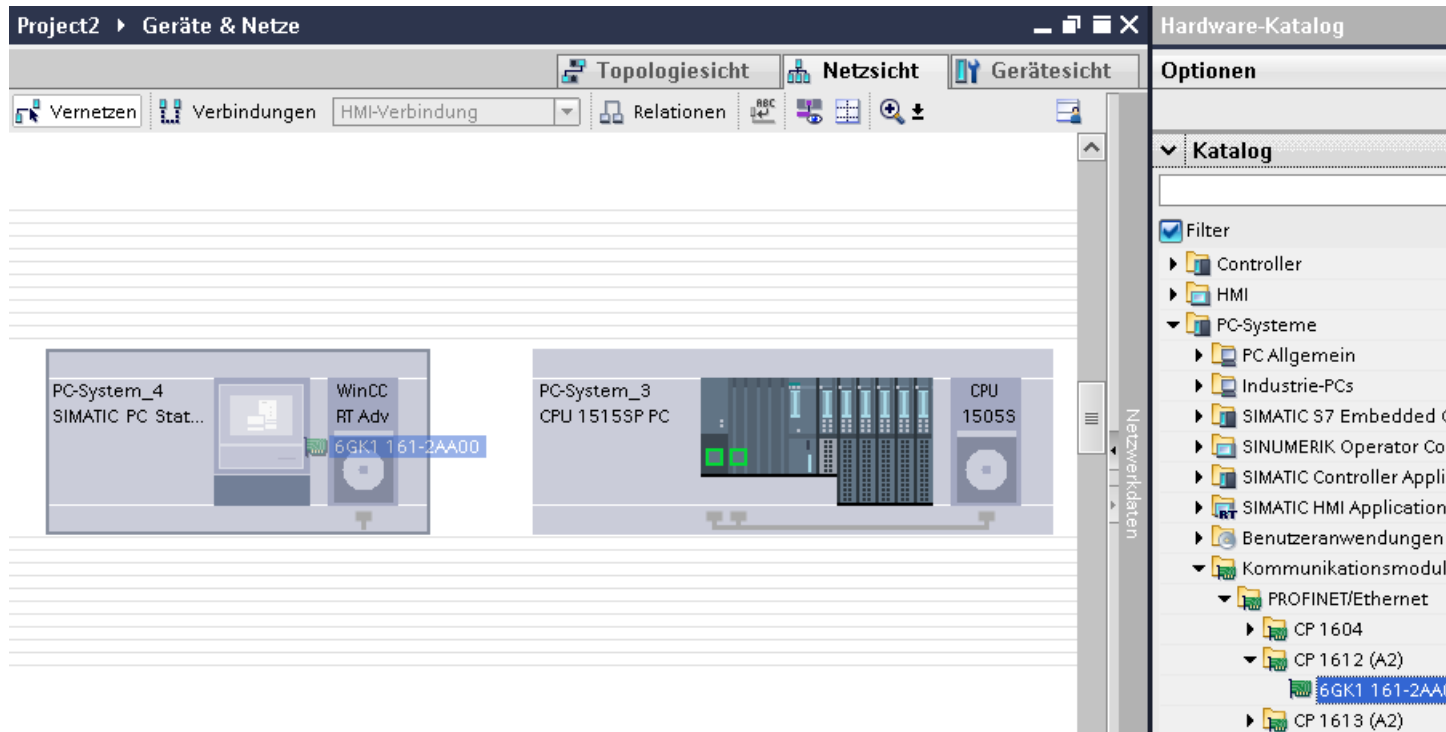 Project2 ▸ Geräte & Netze
Hardware-Katalog
Topologiesicht
Netzsicht
Gerätesicht
Optionen
Vernetzen
Verbindungen
HMI-Verbindung
Relationen
Katalog
Filter
Controller
HMI
PC-Systeme
PC Allgemein
Industrie-PCs
SIMATIC S7 Embedded
SINUMERIK Operator Co
SIMATIC Controller Appli
SIMATIC HMI Application
Benutzeranwendungen
Kommunikationsmodul
PROFINET/Ethernet
CP 1604
CP 1612 (A2)
6GK1 161-2AA0
CP 1613 (A2)
PC-System_4
SIMATIC PC Stat...
WinCC
RT Adv
6GK1 161-2AA00
PC-System_3
CPU 1515SP PC
CPU
1505S
Netzwerkdaten